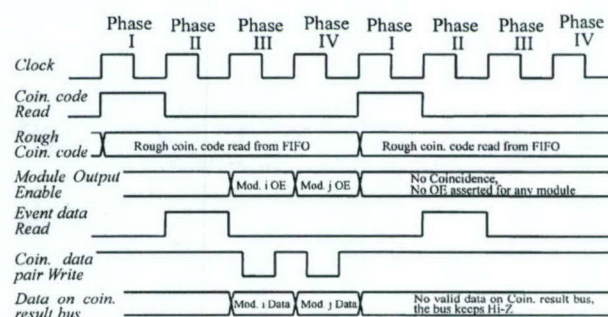 Phase I Phase II Phase III Phase IV Phase I Phase II Phase III Phase IV
Clock
Coin. code Read
Rough Coin. code
Rough coin. code read from FIFO
Rough coin. code read from FIFO
Module Output Enable
Mod. i OE
Mod. j OE
No Coincidence,
No OE asserted for any module
Event data Read
Coin. data pair Write
Data on coin. result bus
Mod. i Data
Mod. j Data
No valid data on Coin. result bus,
the bus keeps Hi-Z